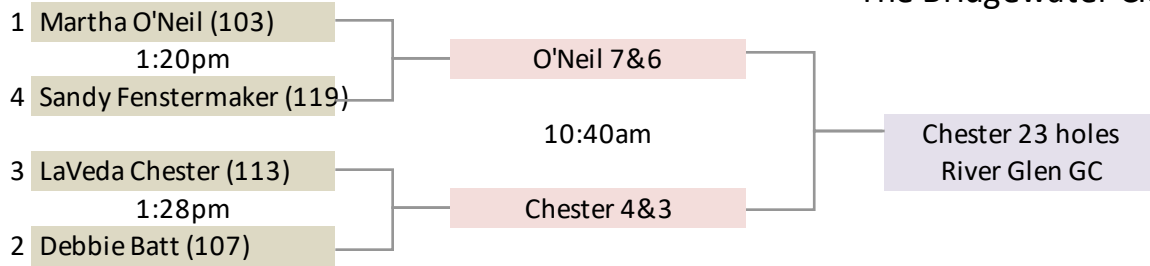 The Bridgewater
1 Martha O'Neil (103)
1:20pm
4 Sandy Fenstermaker (119)
O'Neil 7&6
10:40am
Chester 23 holes
River Glen GC
3 LaVeda Chester (113)
1:28pm
2 Debbie Batt (107)
Chester 4&3